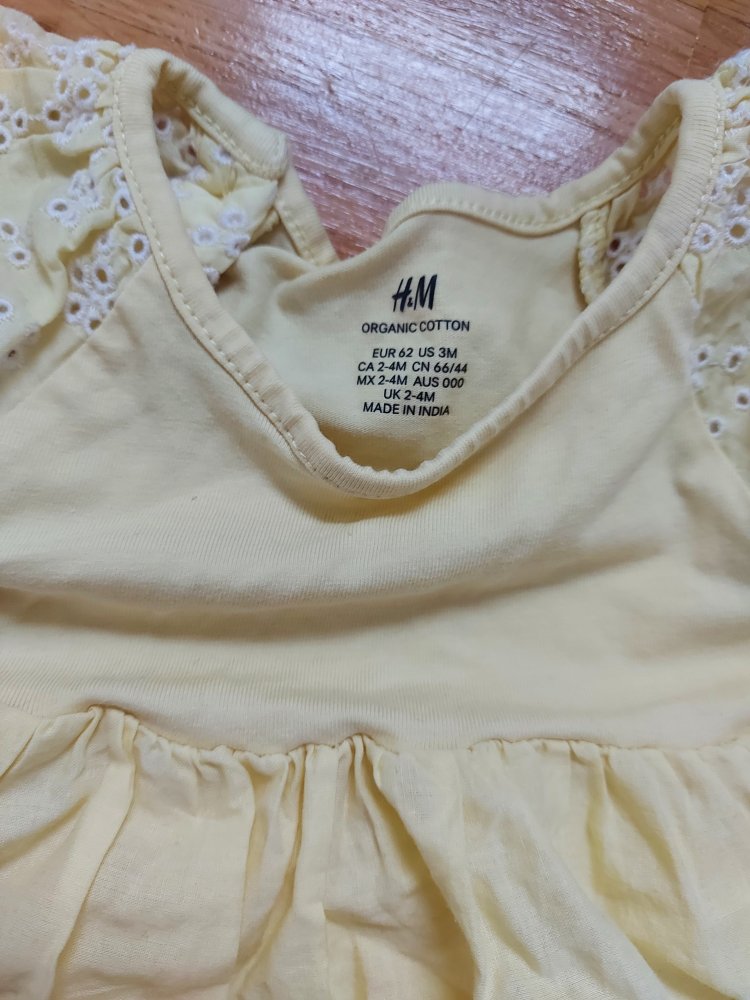 H&M
ORGANIC COTTON
EUR 62 US 3M
CA 2-4M CN 66/44
MX 2-4M AUS 000
UK 2-4M
MADE IN INDIA